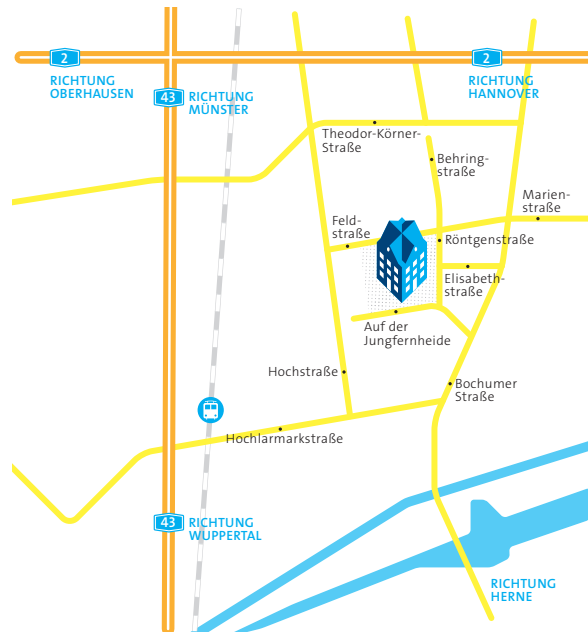 2
2
RICHTUNG
OBERHAUSEN
RICHTUNG
HANNOVER
43
RICHTUNG
MÜNSTER
Theodor-Körner-
Straße
Behring-
straße
Marien-
straße
Feld-
straße
Röntgenstraße
Elisabeth-
straße
Auf der
Jungfernheide
Hochstraße
Bochumer
Straße
Hochlarmarkstraße
43
RICHTUNG
WUPPERTAL
RICHTUNG
HERNE